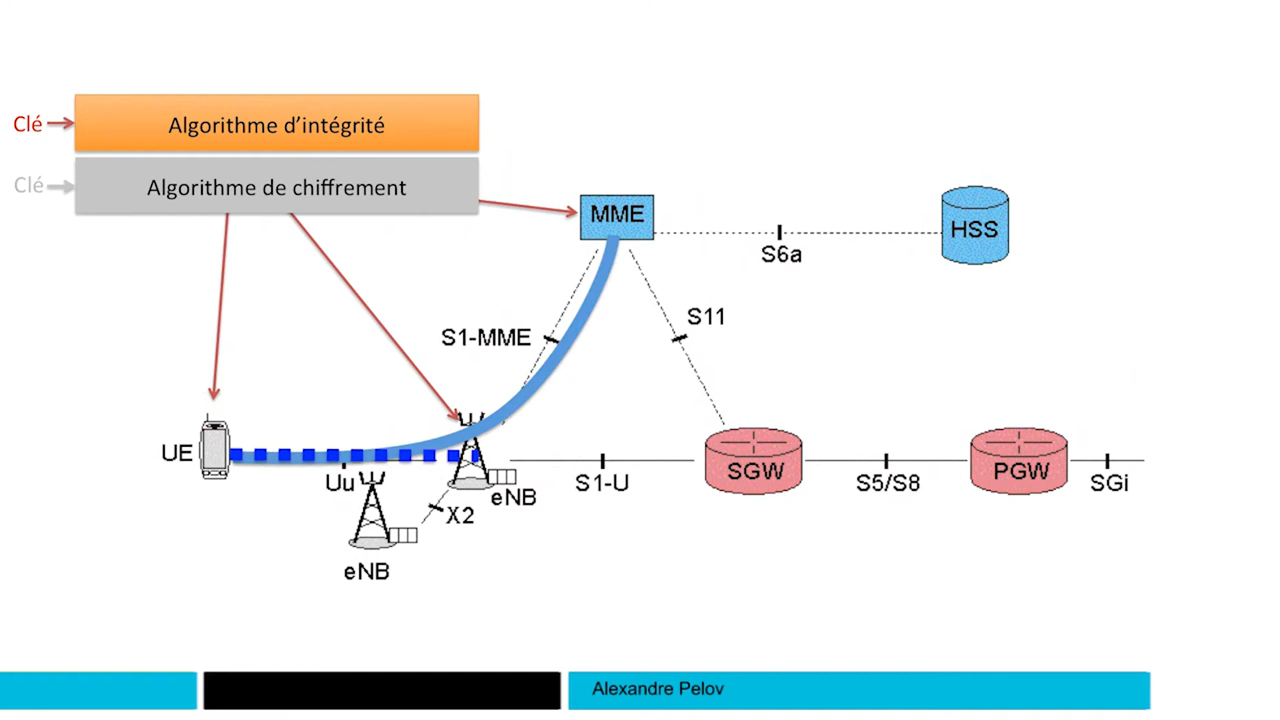 Clé
Algorithme d’intégrité
Clé
Algorithme de chiffrement
MME
HSS
S6a
S1-MME
S11
UE
Uu
eNB
X2
eNB
S1-U
SGW
S5/S8
PGW
SGi
Alexandre Pelov